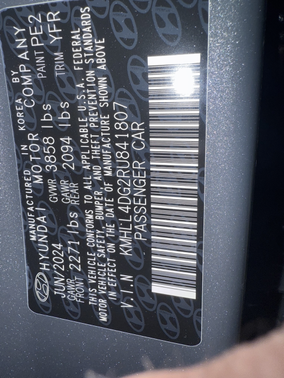 MANUFACTURED IN KOREA BY
HYUNDAI MOTOR COMPANY
JUN/2024 GVWR 3858 lbs PAINT PE2
GAWR FRONT 2271 lbs GAWR REAR 2094 lbs TRIM YFR
THIS VEHICLE CONFORMS TO ALL APPLICABLE U.S.A. FEDERAL
MOTOR VEHICLE SAFETY, BUMPER, AND THEFT PREVENTION STANDARDS
IN EFFECT ON THE DATE OF MANUFACTURE SHOWN ABOVE
V.I.N KMHLL4DG2RU841807
PASSENGER CAR